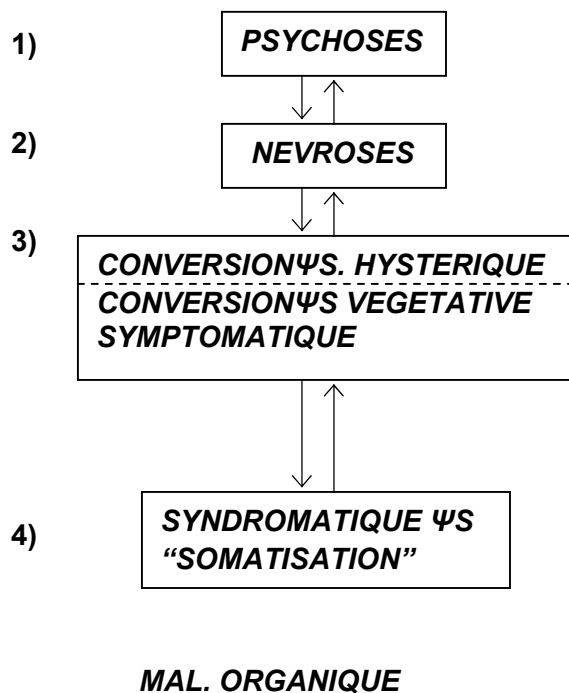 1)
PSYCHOSES
2)
NEVROSES
3)
CONVERSIONΨS. HYSTERIQUE
CONVERSIONΨS VEGETATIVE
SYMPTOMATIQUE
4)
SYNDROMATIQUE ΨS
“SOMATISATION”
MAL. ORGANIQUE